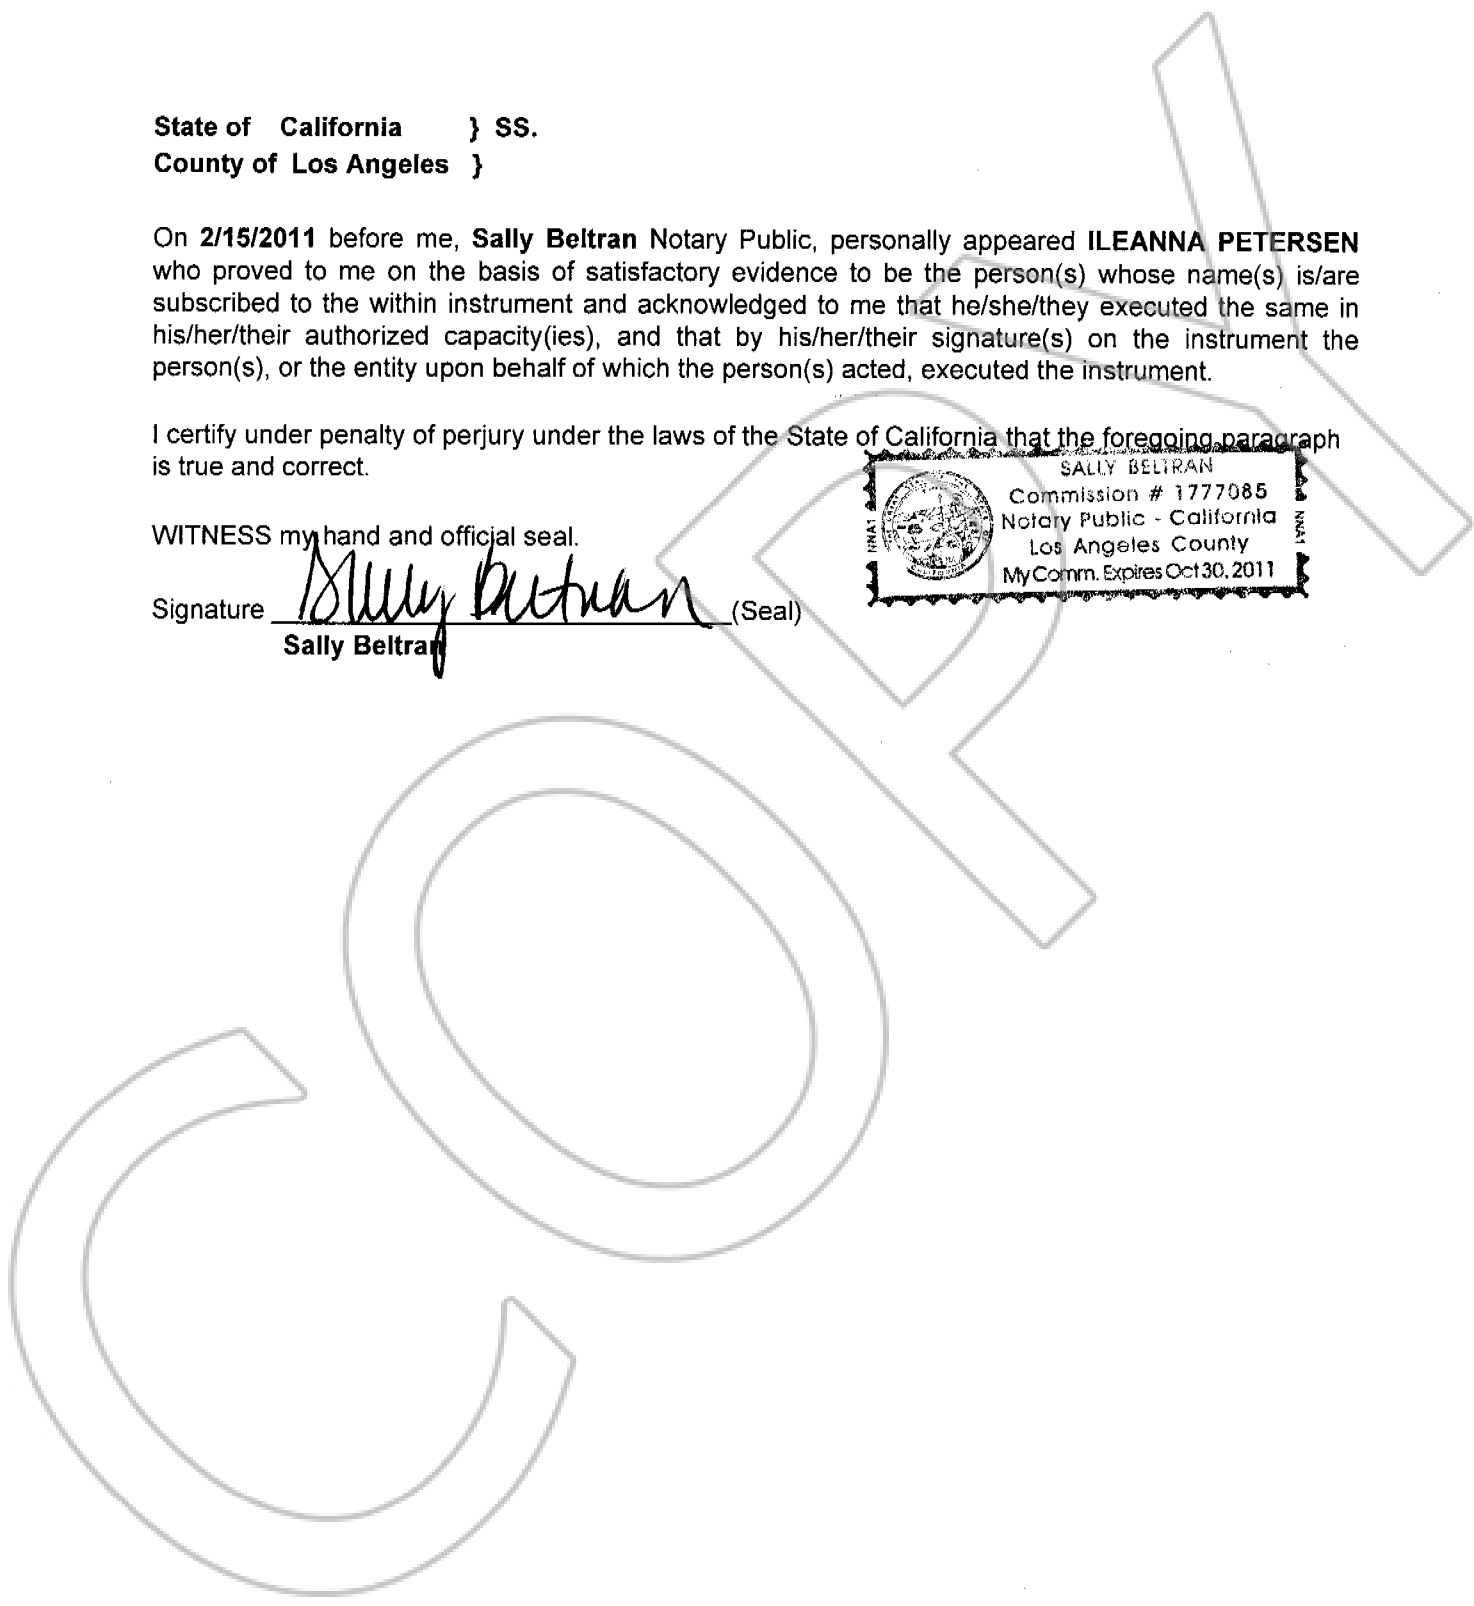 State of California } SS.
County of Los Angeles }
On 2/15/2011 before me, Sally Beltran Notary Public, personally appeared ILEANNA PETERSEN
who proved to me on the basis of satisfactory evidence to be the person(s) whose name(s) is/are
subscribed to the within instrument and acknowledged to me that he/she/they executed the same in
his/her/their authorized capacity(ies), and that by his/her/their signature(s) on the instrument the
person(s), or the entity upon behalf of which the person(s) acted, executed the instrument.
I certify under penalty of perjury under the laws of the State of California that the foregoing paragraph
is true and correct.
SALLY BELTRAN
Commission # 1777085
Notary Public - California
Los Angeles County
My Comm. Expires Oct 30, 2011
NNA1
NNA1
WITNESS my hand and official seal.
Signature Sally Beltran (Seal)
Sally Beltran
COPY